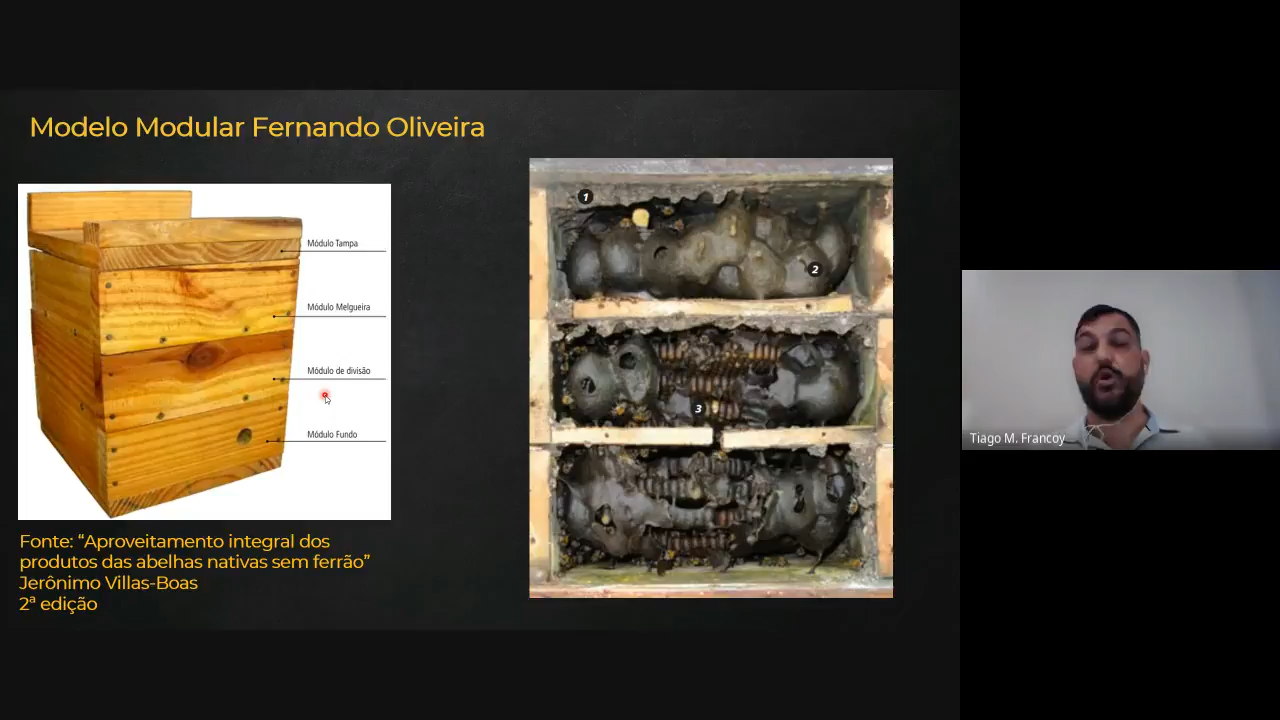 Modelo Modular Fernando Oliveira
Módulo Tampa
Módulo Melgueira
Módulo de divisão
Módulo Fundo
Fonte: “Aproveitamento integral dos
produtos das abelhas nativas sem ferrão”
Jerônimo Villas-Boas
2ª edição
1
2
3
Tiago M. Francoy